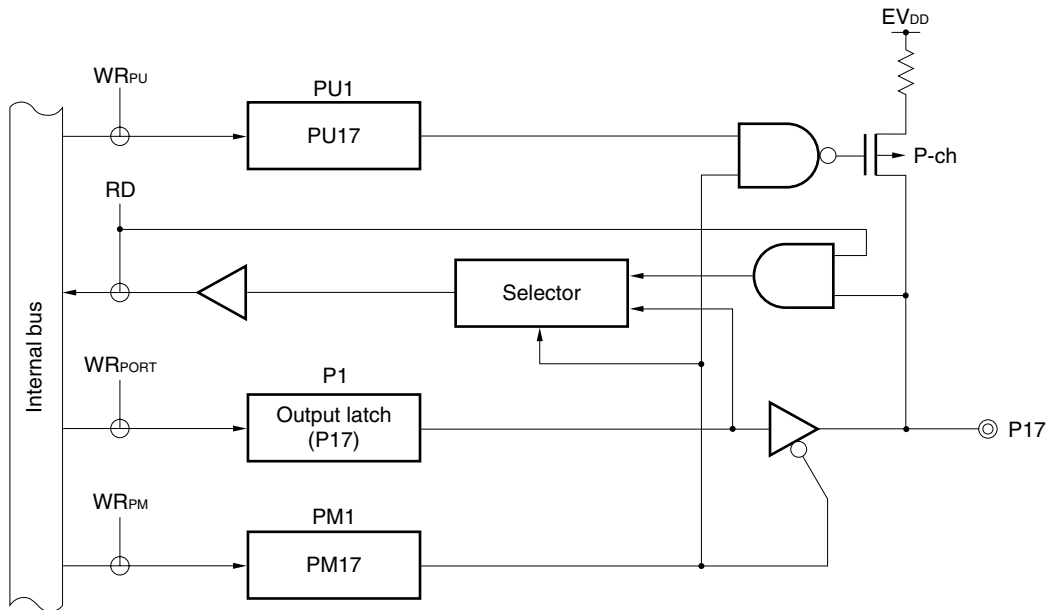 EVDD
WRPU
PU1
PU17
P-ch
RD
Selector
Internal bus
WRPORT
P1
Output latch
(P17)
P17
WRPM
PM1
PM17